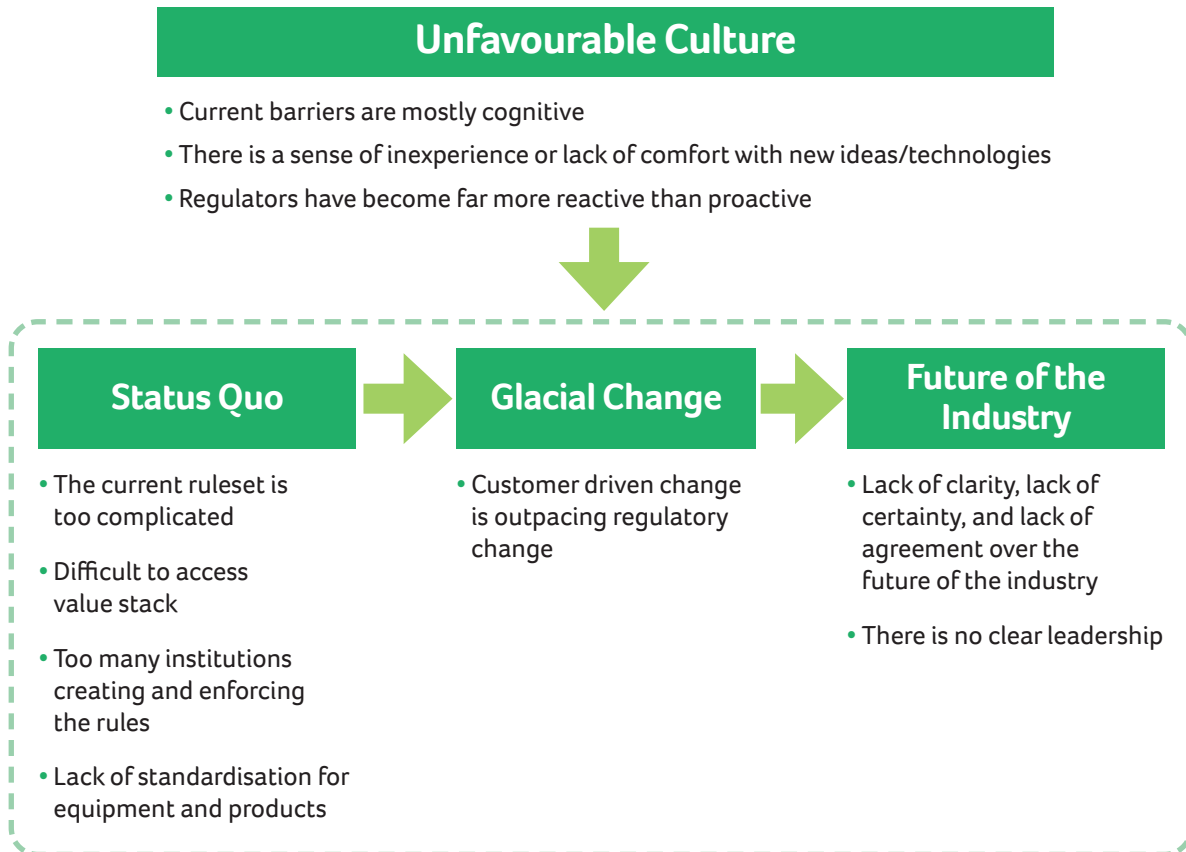 Unfavourable Culture
• Current barriers are mostly cognitive
• There is a sense of inexperience or lack of comfort with new ideas/technologies
• Regulators have become far more reactive than proactive
Status Quo
• The current ruleset is
too complicated
• Difficult to access
value stack
• Too many institutions
creating and enforcing
the rules
• Lack of standardisation for
equipment and products
Glacial Change
• Customer driven change
is outpacing regulatory
change
Future of the
Industry
• Lack of clarity, lack of
certainty, and lack of
agreement over the
future of the industry
• There is no clear leadership